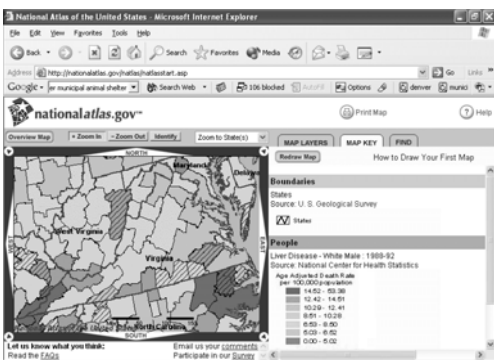 National Atlas of the United States - Microsoft Internet Explorer
File Edit View Favorites Tools Help
Back Search Favorites Media
Address http://nationalatlas.gov/natlas/natlasstart.asp Go Links »
Google er municipal animal shelter Search Web 106 blocked AutoFill Options denver munici
nationalatlas.gov™ Print Map Help
Overview Map + Zoom In - Zoom Out Identify Zoom to State(s) MAP LAYERS MAP KEY FIND
Redraw Map How to Draw Your First Map
NORTH
Maryland
Delaw
West Virginia
Virginia
North Carolina
WEST
EAST
SOUTH
Boundaries
States
Source: U. S. Geological Survey
States
People
Liver Disease - White Male : 1988-92
Source: National Center for Health Statistics
Age Adjusted Death Rate
per 100,000 population
14.52 - 53.38
12.42 - 14.51
10.29 - 12.41
8.51 - 10.28
6.53 - 8.50
5.03 - 6.52
0.00 - 5.02
Let us know what you think: Email us your comments
Read the FAQs Participate in our Survey